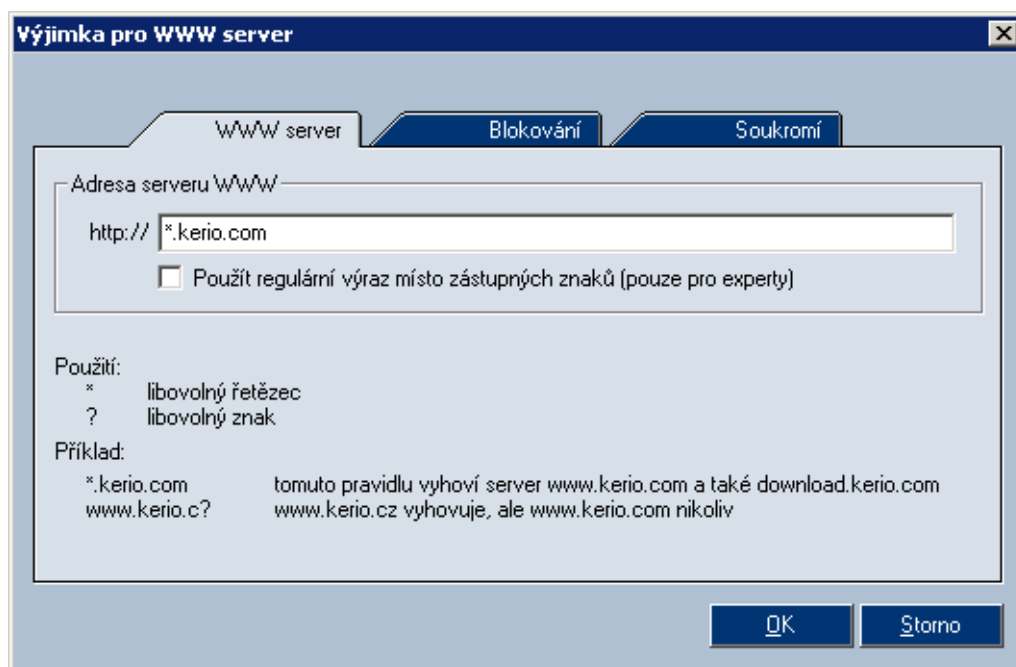 Výjimka pro WWW server
WWW server
Blokování
Soukromí
Adresa serveru WWW
http:// *.kerio.com
Použít regulární výraz místo zástupných znaků (pouze pro experty)
Použití:
* libovolný řetězec
? libovolný znak
Příklad:
*.kerio.com tomuto pravidlu vyhoví server www.kerio.com a také download.kerio.com
www.kerio.c? www.kerio.cz vyhovuje, ale www.kerio.com nikoliv
OK
Storno